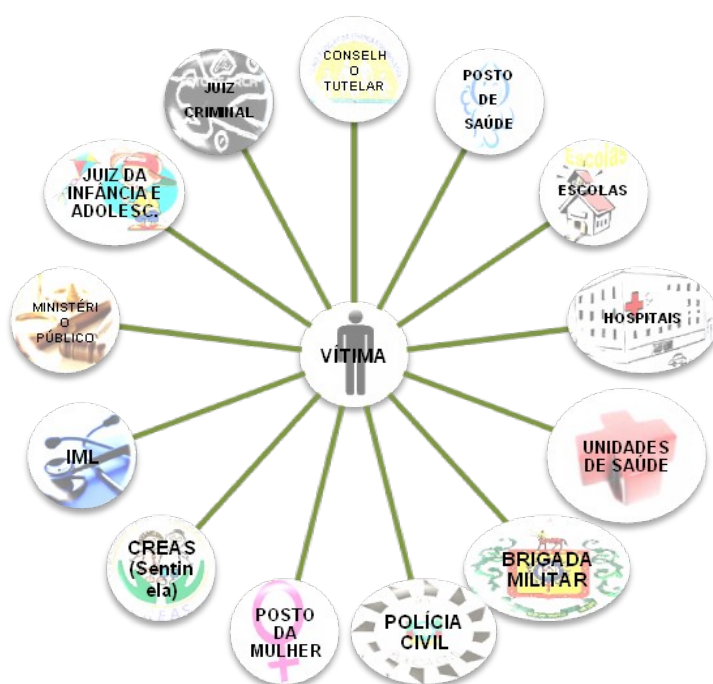 CONSELH
O
TUTELAR
POSTO
DE
SAÚDE
Escolas
ESCOLAS
HOSPITAIS
UNIDADES
DE SAÚDE
BRIGADA
MILITAR
POLÍCIA
CIVIL
POSTO
DA
MULHER
CREAS
(Sentin
ela)
IML
MINISTÉRI
O
PÚBLICO
JUIZ DA
INFÂNCIA E
ADOLESC.
JUIZ
CRIMINAL
VÍTIMA